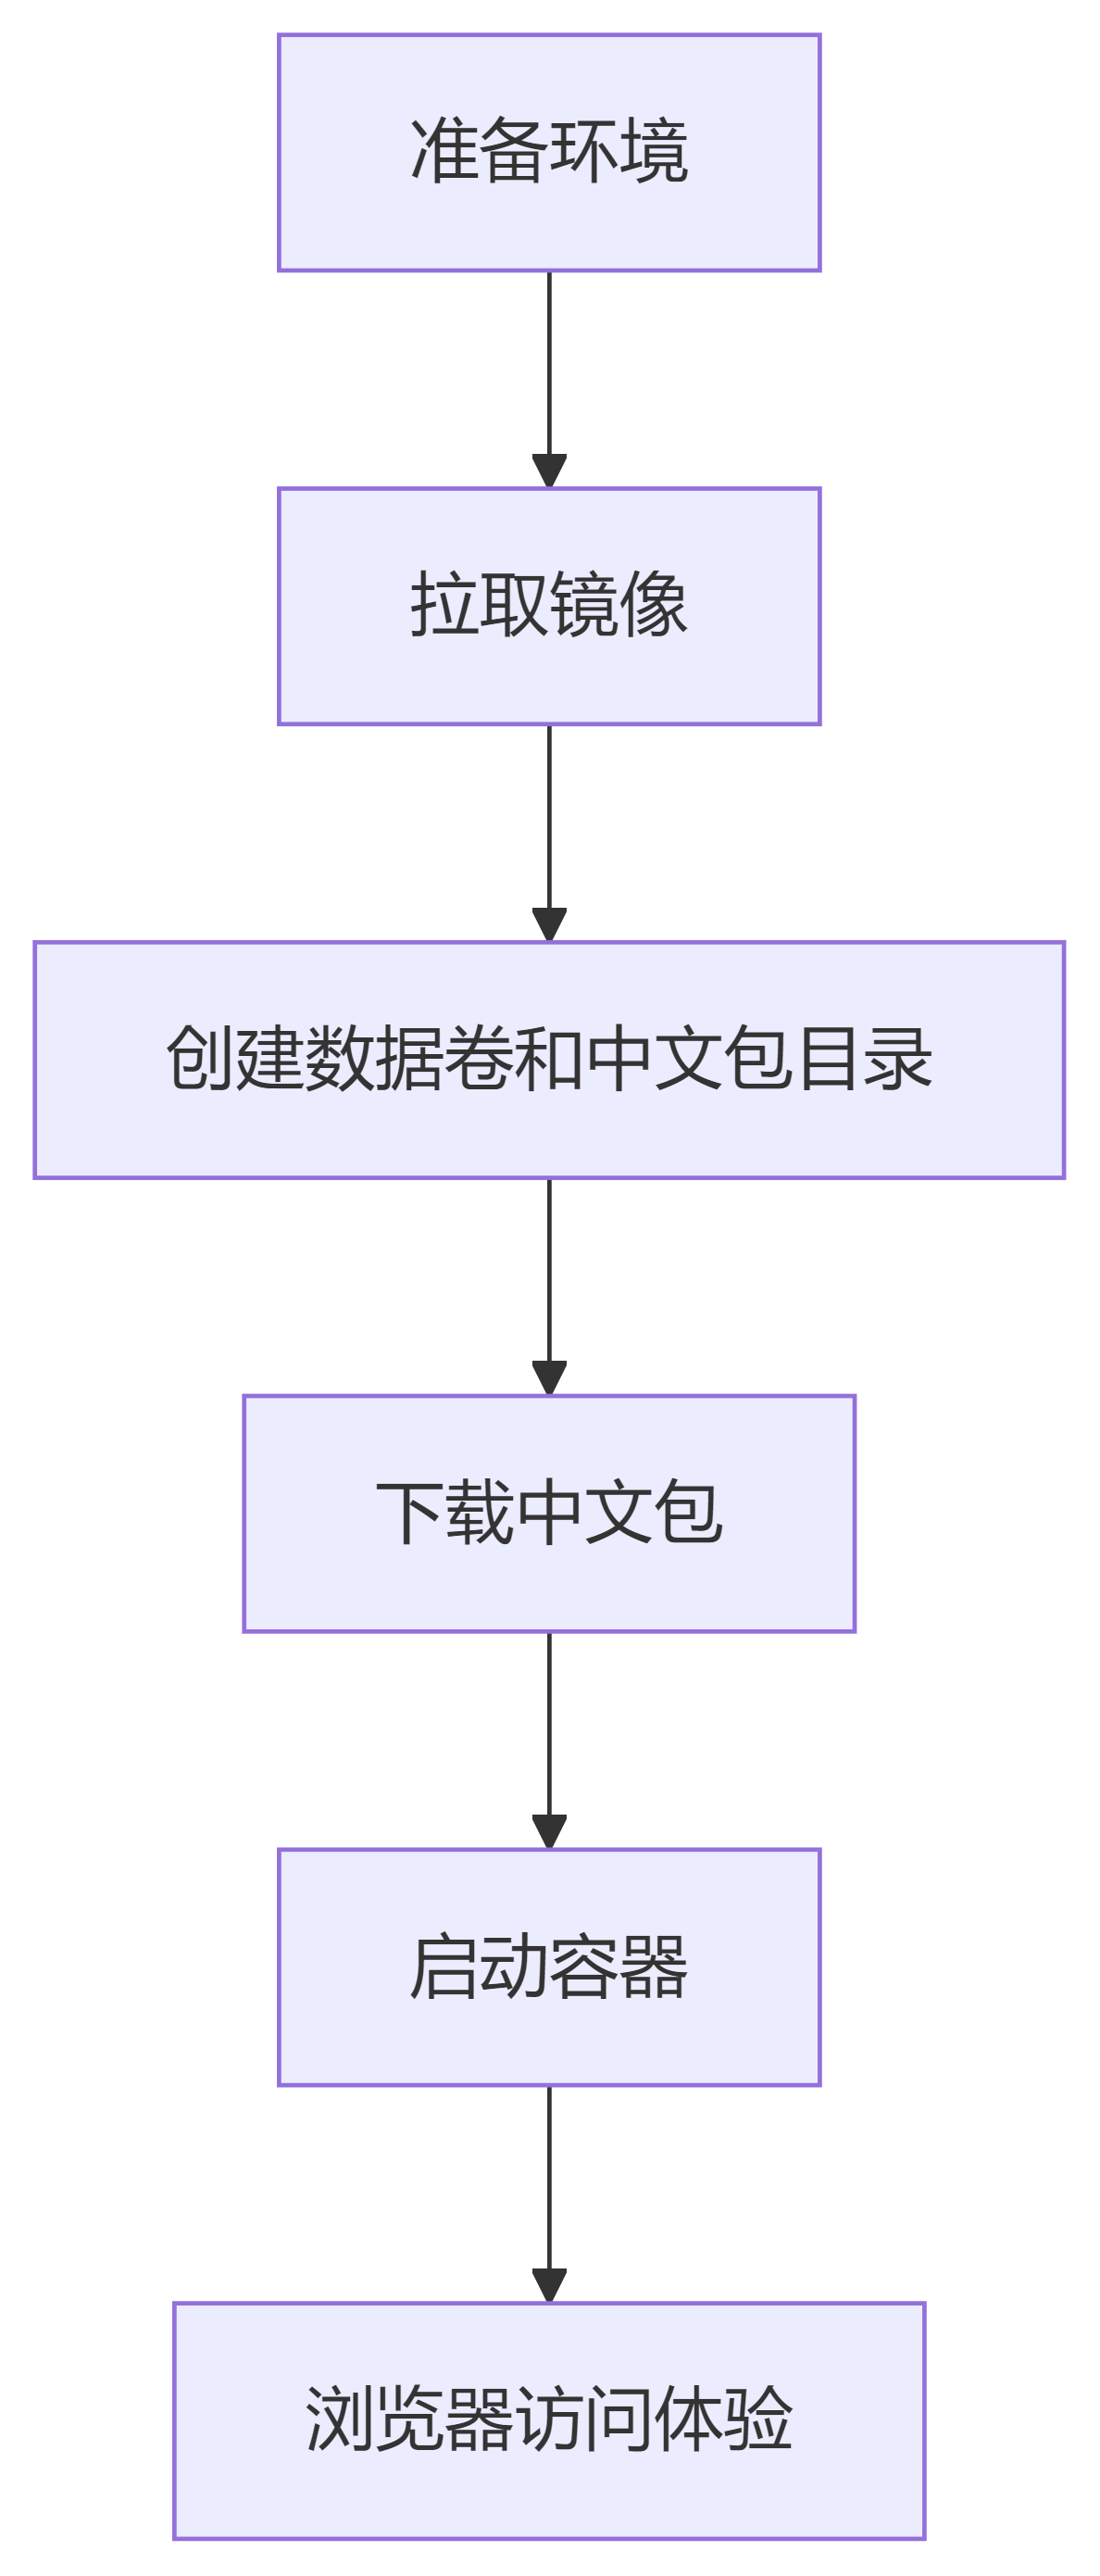 准备环境
拉取镜像
创建数据卷和中文包目录
下载中文包
启动容器
浏览器访问体验